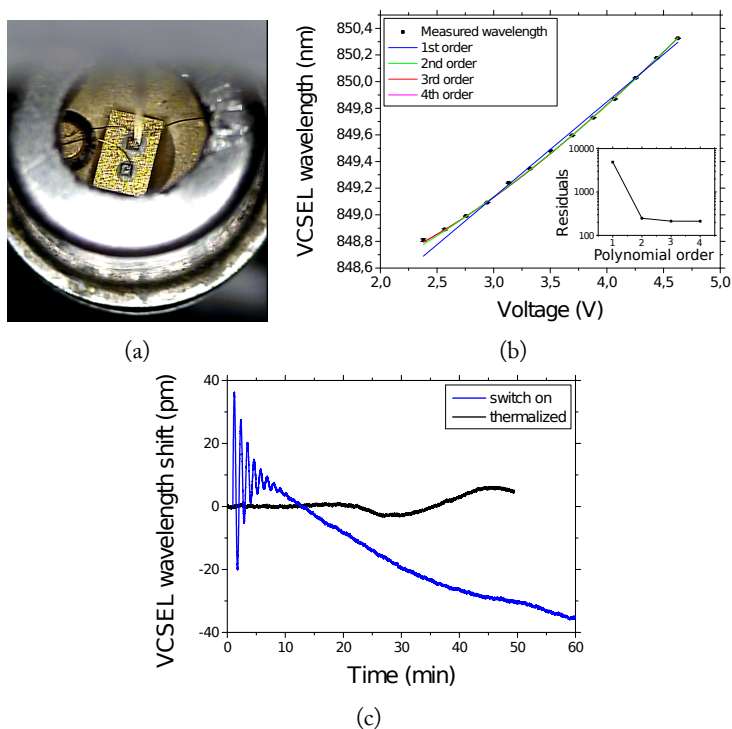 (a)
VCSEL wavelength (nm)
850,4
850,2
850,0
849,8
849,6
849,4
849,2
849,0
848,8
848,6
2,0
2,5
3,0
3,5
4,0
4,5
5,0
Voltage (V)
Measured wavelength
1st order
2nd order
3rd order
4th order
Residuals
10000
1000
100
1
2
3
4
Polynomial order
(b)
VCSEL wavelength shift (pm)
40
20
0
-20
-40
0
10
20
30
40
50
60
Time (min)
switch on
thermalized
(c)